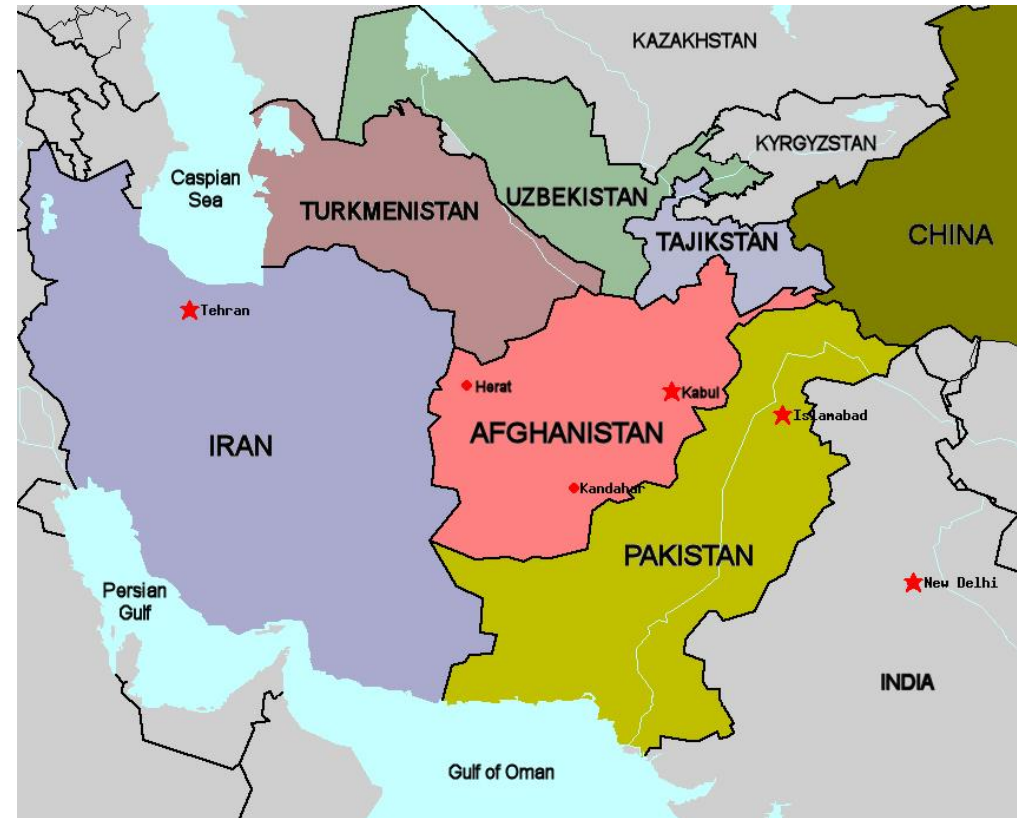 KAZAKHSTAN
KYRGYZSTAN
Caspian
Sea
TURKMENISTAN
UZBEKISTAN
TAJIKSTAN
CHINA
Tehran
Herat
Kabul
Islamabad
IRAN
AFGHANISTAN
Kandahar
PAKISTAN
New Delhi
Persian
Gulf
INDIA
Gulf of Oman